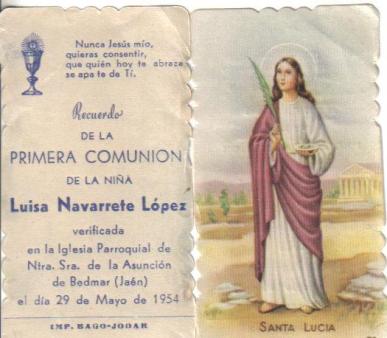 Nunca Jesús mío,
quieras consentir,
que quién hoy te abraza
se apa te de Tí.
Recuerdo
DE LA
PRIMERA COMUNION
DE LA NIÑA
Luisa Navarrete López
verificada
en la Iglesia Parroquial de
Ntra. Sra. de la Asunción
de Bedmar (Jaén)
el día 29 de Mayo de 1954
IMP. BAGO-JODAR
SANTA LUCIA